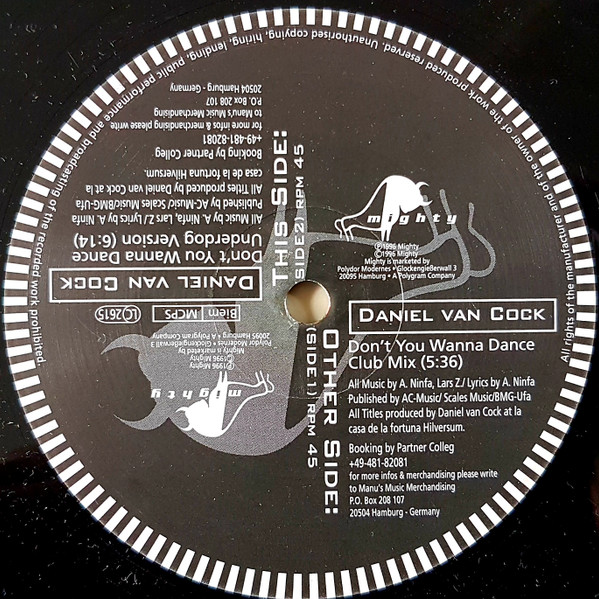 mighty
℗1996 Mighty
©1996 Mighty
Mighty is marketed by
Polydor Modernes • Glockengießerwall 3
20095 Hamburg • A Polygram Company
DANIEL VAN COCK
Don't You Wanna Dance
Club Mix (5:36)
All Music by A. Ninfa, Lars Z./ Lyrics by A. Ninfa
Published by AC-Music/ Scales Music/BMG-Ufa
All Titles produced by Daniel van Cock at la
casa de la fortuna Hilversum.
Booking by Partner Colleg
+49-481-82081
for more infos & merchandising please write
to Manu's Music Merchandising
P.O. Box 208 107
20504 Hamburg - Germany
OTHER SIDE:
(SIDE 1) RPM 45
THIS SIDE:
(SIDE2) RPM 45
mighty
℗1996 Mighty
©1996 Mighty
Mighty is marketed by
Polydor Modernes • Glockengießerwall 3
20095 Hamburg • A Polygram Company
Biem MCPS LC2615
DANIEL VAN COCK
Don't You Wanna Dance
Underdog Version (6:14)
All Music by A. Ninfa, Lars Z./ Lyrics by A. Ninfa
Published by AC-Music/ Scales Music/BMG-Ufa
All Titles produced by Daniel van Cock at la
casa de la fortuna Hilversum.
Booking by Partner Colleg
+49-481-82081
for more infos & merchandising please write
to Manu's Music Merchandising
P.O. Box 208 107
20504 Hamburg - Germany
All rights of the manufacturer and of the owner of the work produced reserved. Unauthorised copying, hiring, lending, public performance and broadcasting of the recorded work prohibited.